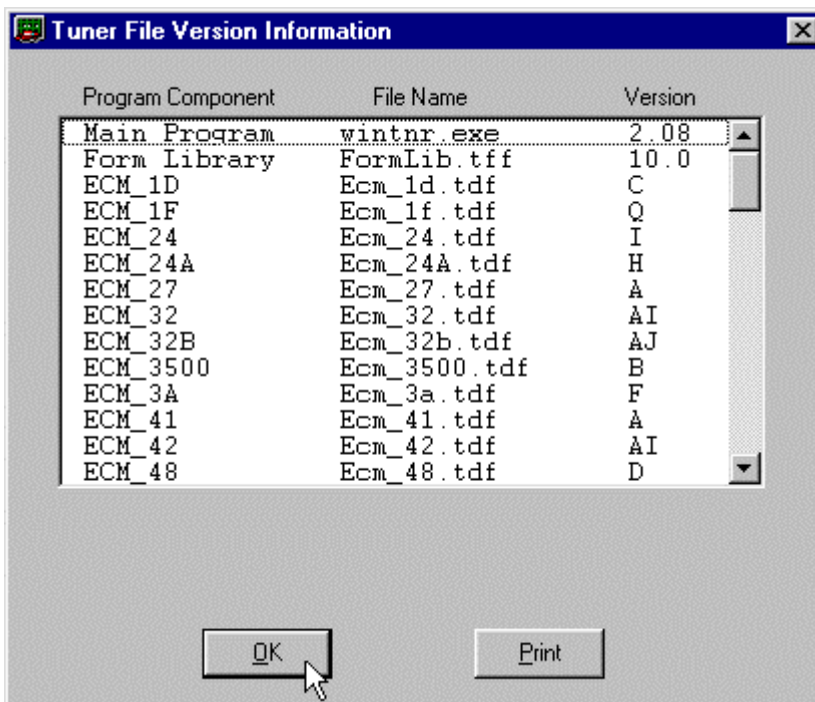 Tuner File Version Information
Program Component File Name Version
Main Program wintnr.exe 2.08
Form Library FormLib.tff 10.0
ECM_1D Ecm_1d.tdf C
ECM_1F Ecm_1f.tdf Q
ECM_24 Ecm_24.tdf I
ECM_24A Ecm_24A.tdf H
ECM_27 Ecm_27.tdf A
ECM_32 Ecm_32.tdf AI
ECM_32B Ecm_32b.tdf AJ
ECM_3500 Ecm_3500.tdf B
ECM_3A Ecm_3a.tdf F
ECM_41 Ecm_41.tdf A
ECM_42 Ecm_42.tdf AI
ECM_48 Ecm_48.tdf D
OK Print